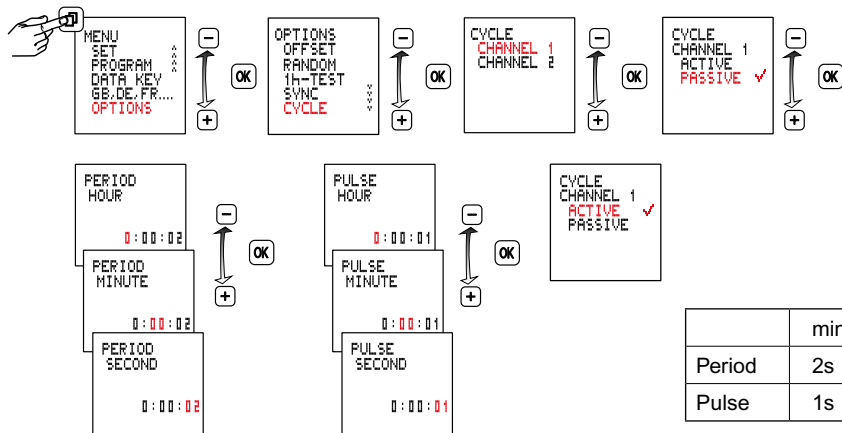 MENU
SET
PROGRAM
DATA KEY
GB,DE,FR....
OPTIONS
OK
OPTIONS
OFFSET
RANDOM
1h-TEST
SYNC
CYCLE
OK
CYCLE
CHANNEL 1
CHANNEL 2
OK
CYCLE
CHANNEL 1
ACTIVE
PASSIVE ✓
OK
PERIOD
HOUR
0:00:02
PERIOD
MINUTE
0:00:02
PERIOD
SECOND
0:00:02
OK
PULSE
HOUR
0:00:01
PULSE
MINUTE
0:00:01
PULSE
SECOND
0:00:01
OK
CYCLE
CHANNEL 1
ACTIVE ✓
PASSIVE
min
Period 2s
Pulse 1s